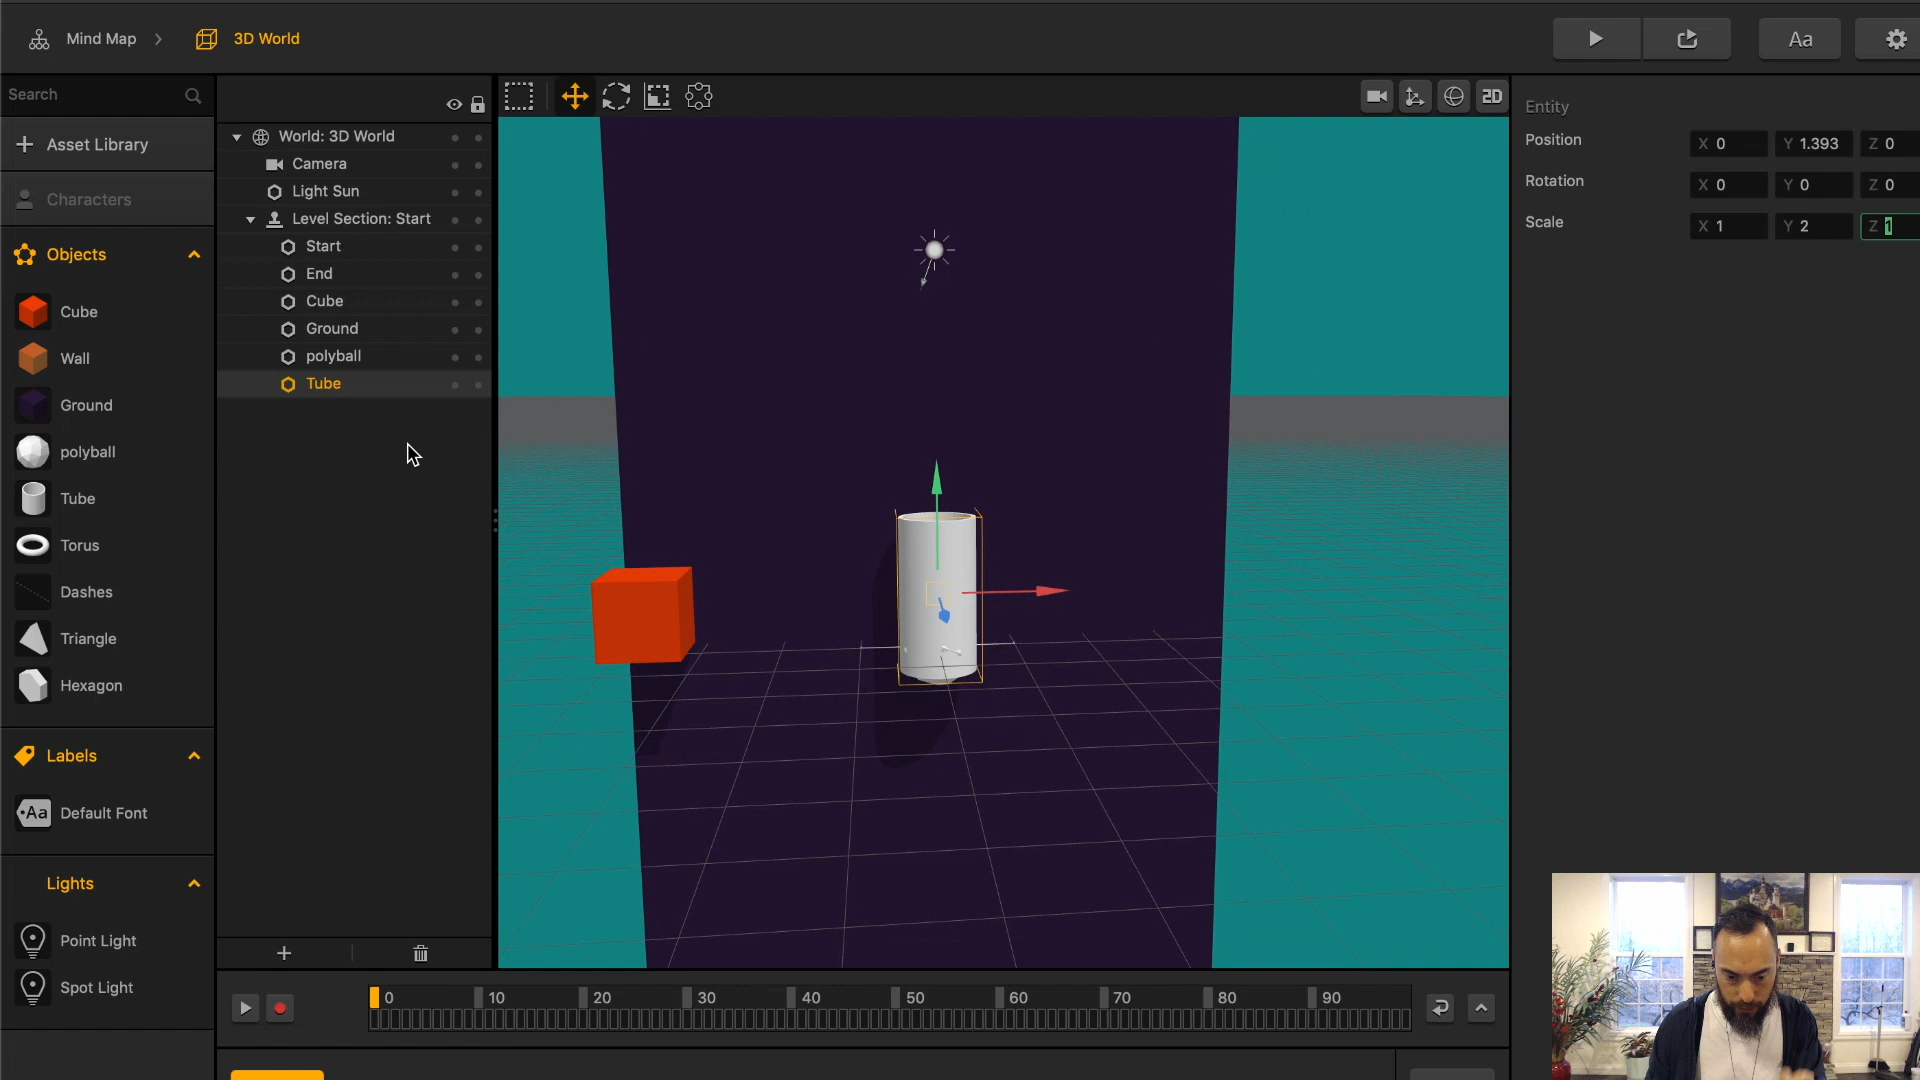 Mind Map
3D World
Aa
Search
Asset Library
Characters
Objects
Cube
Wall
Ground
polyball
Tube
Torus
Dashes
Triangle
Hexagon
Labels
Aa
Default Font
Lights
Point Light
Spot Light
World: 3D World
Camera
Light Sun
Level Section: Start
Start
End
Cube
Ground
polyball
Tube
2D
Entity
Position
X 0
Y 1.393
Z 0
Rotation
X 0
Y 0
Z 0
Scale
X 1
Y 2
Z 1
0 10 20 30 40 50 60 70 80 90